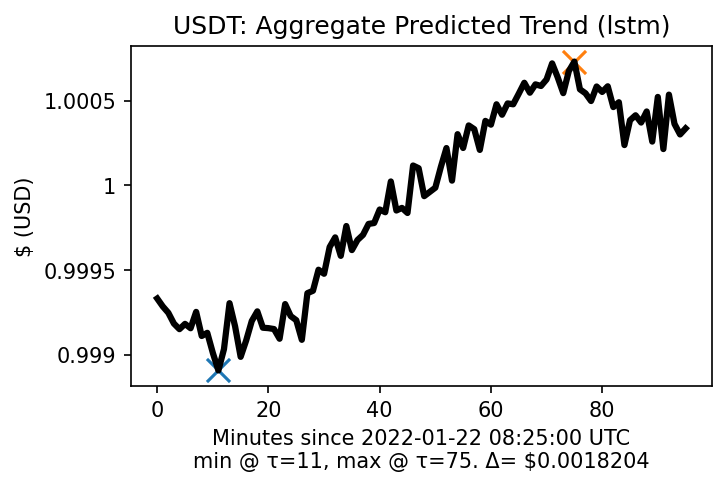 USDT: Aggregate Predicted Trend (lstm)
1.0005
1
0.9995
0.999
$ (USD)
0 20 40 60 80
Minutes since 2022-01-22 08:25:00 UTC
min @ τ=11, max @ τ=75. Δ= $0.0018204